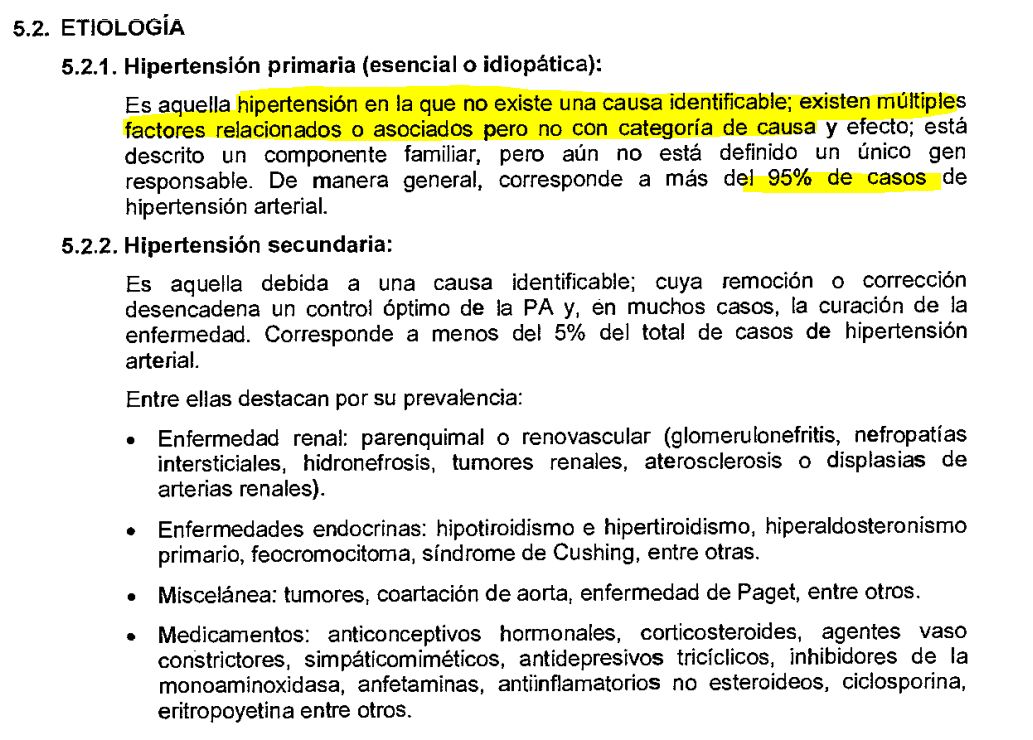 5.2. ETIOLOGÍA
5.2.1. Hipertensión primaria (esencial o idiopática):
Es aquella hipertensión en la que no existe una causa identificable; existen múltiples
factores relacionados o asociados pero no con categoría de causa y efecto; está
descrito un componente familiar, pero aún no está definido un único gen
responsable. De manera general, corresponde a más del 95% de casos de
hipertensión arterial.
5.2.2. Hipertensión secundaria:
Es aquella debida a una causa identificable; cuya remoción o corrección
desencadena un control óptimo de la PA y, en muchos casos, la curación de la
enfermedad. Corresponde a menos del 5% del total de casos de hipertensión
arterial.
Entre ellas destacan por su prevalencia:
• Enfermedad renal: parenquimal o renovascular (glomerulonefritis, nefropatías
intersticiales, hidronefrosis, tumores renales, aterosclerosis o displasias de
arterias renales).
• Enfermedades endocrinas: hipotiroidismo e hipertiroidismo, hiperaldosteronismo
primario, feocromocitoma, síndrome de Cushing, entre otras.
• Miscelánea: tumores, coartación de aorta, enfermedad de Paget, entre otros.
• Medicamentos: anticonceptivos hormonales, corticosteroides, agentes vaso
constrictores, simpáticomiméticos, antidepresivos tricíclicos, inhibidores de la
monoaminoxidasa, anfetaminas, antiinflamatorios no esteroideos, ciclosporina,
eritropoyetina entre otros.